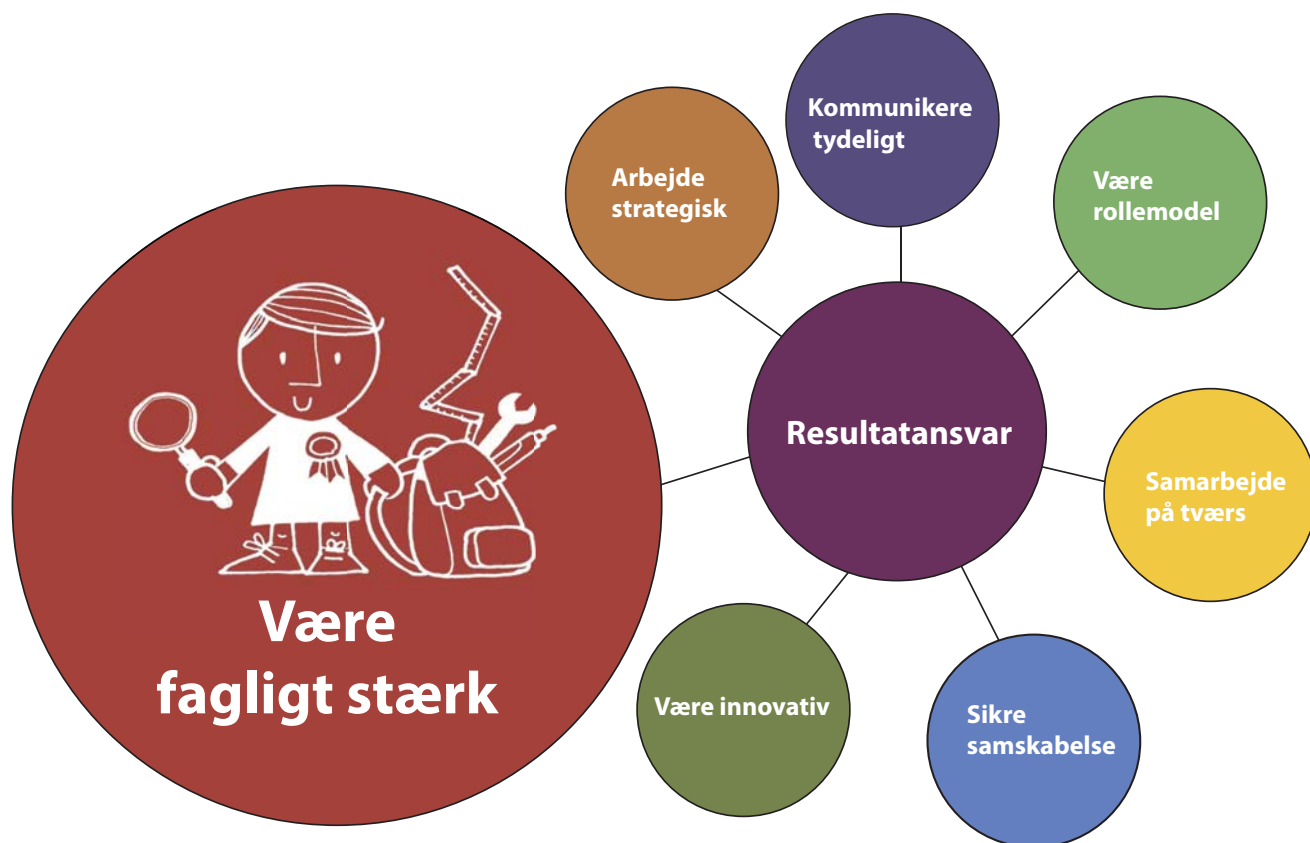 Kommunikere
tydeligt
Arbejde
strategisk
Være
rollemodel
Resultatansvar
Samarbejde
på tværs
Være
fagligt stærk
Være innovativ
Sikre
samskabelse